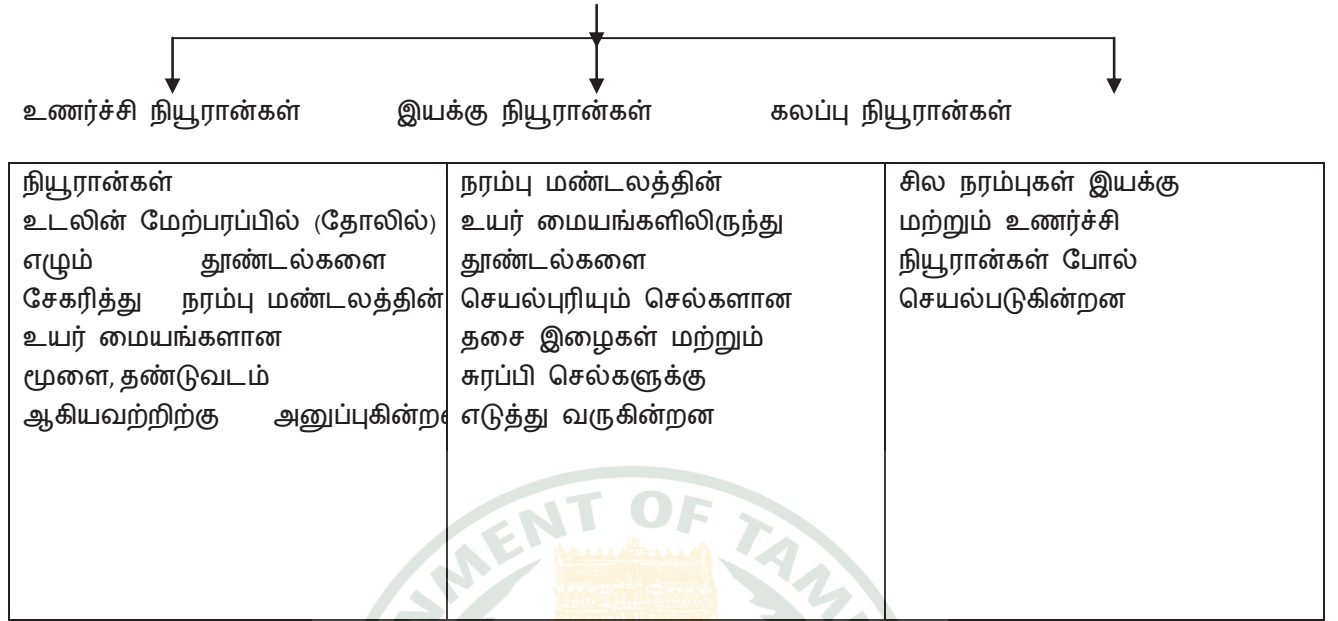 உணர்ச்சி நியூரான்கள் இயக்கு நியூரான்கள் கலப்பு நியூரான்கள்
நியூரான்கள்
உடலின் மேற்பரப்பில் (தோலில்)
எழும் தூண்டல்களை
சேகரித்து நரம்பு மண்டலத்தின்
உயர் மையங்களான
மூளை, தண்டுவடம்
ஆகியவற்றிற்கு
நரம்பு மண்டலத்தின்
உயர் மையங்களிலிருந்து
தூண்டல்களை
செயல்புரியும் செல்களான
தசை இழைகள் மற்றும்
சுரப்பி செல்களுக்கு
எடுத்து வருகின்றன
சில நரம்புகள் இயக்கு
மற்றும் உணர்ச்சி
நியூரான்கள் போல்
செயல்படுகின்றன
OF